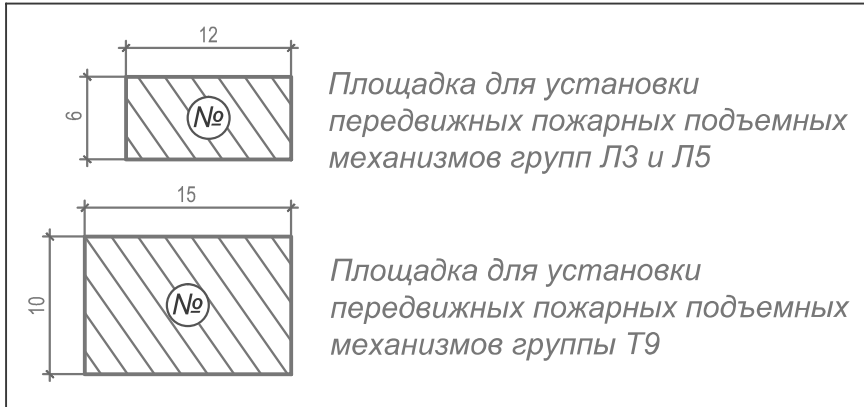 12
6
№
Площадка для установки
передвижных пожарных подъемных
механизмов групп Л3 и Л5
15
10
№
Площадка для установки
передвижных пожарных подъемных
механизмов группы Т9